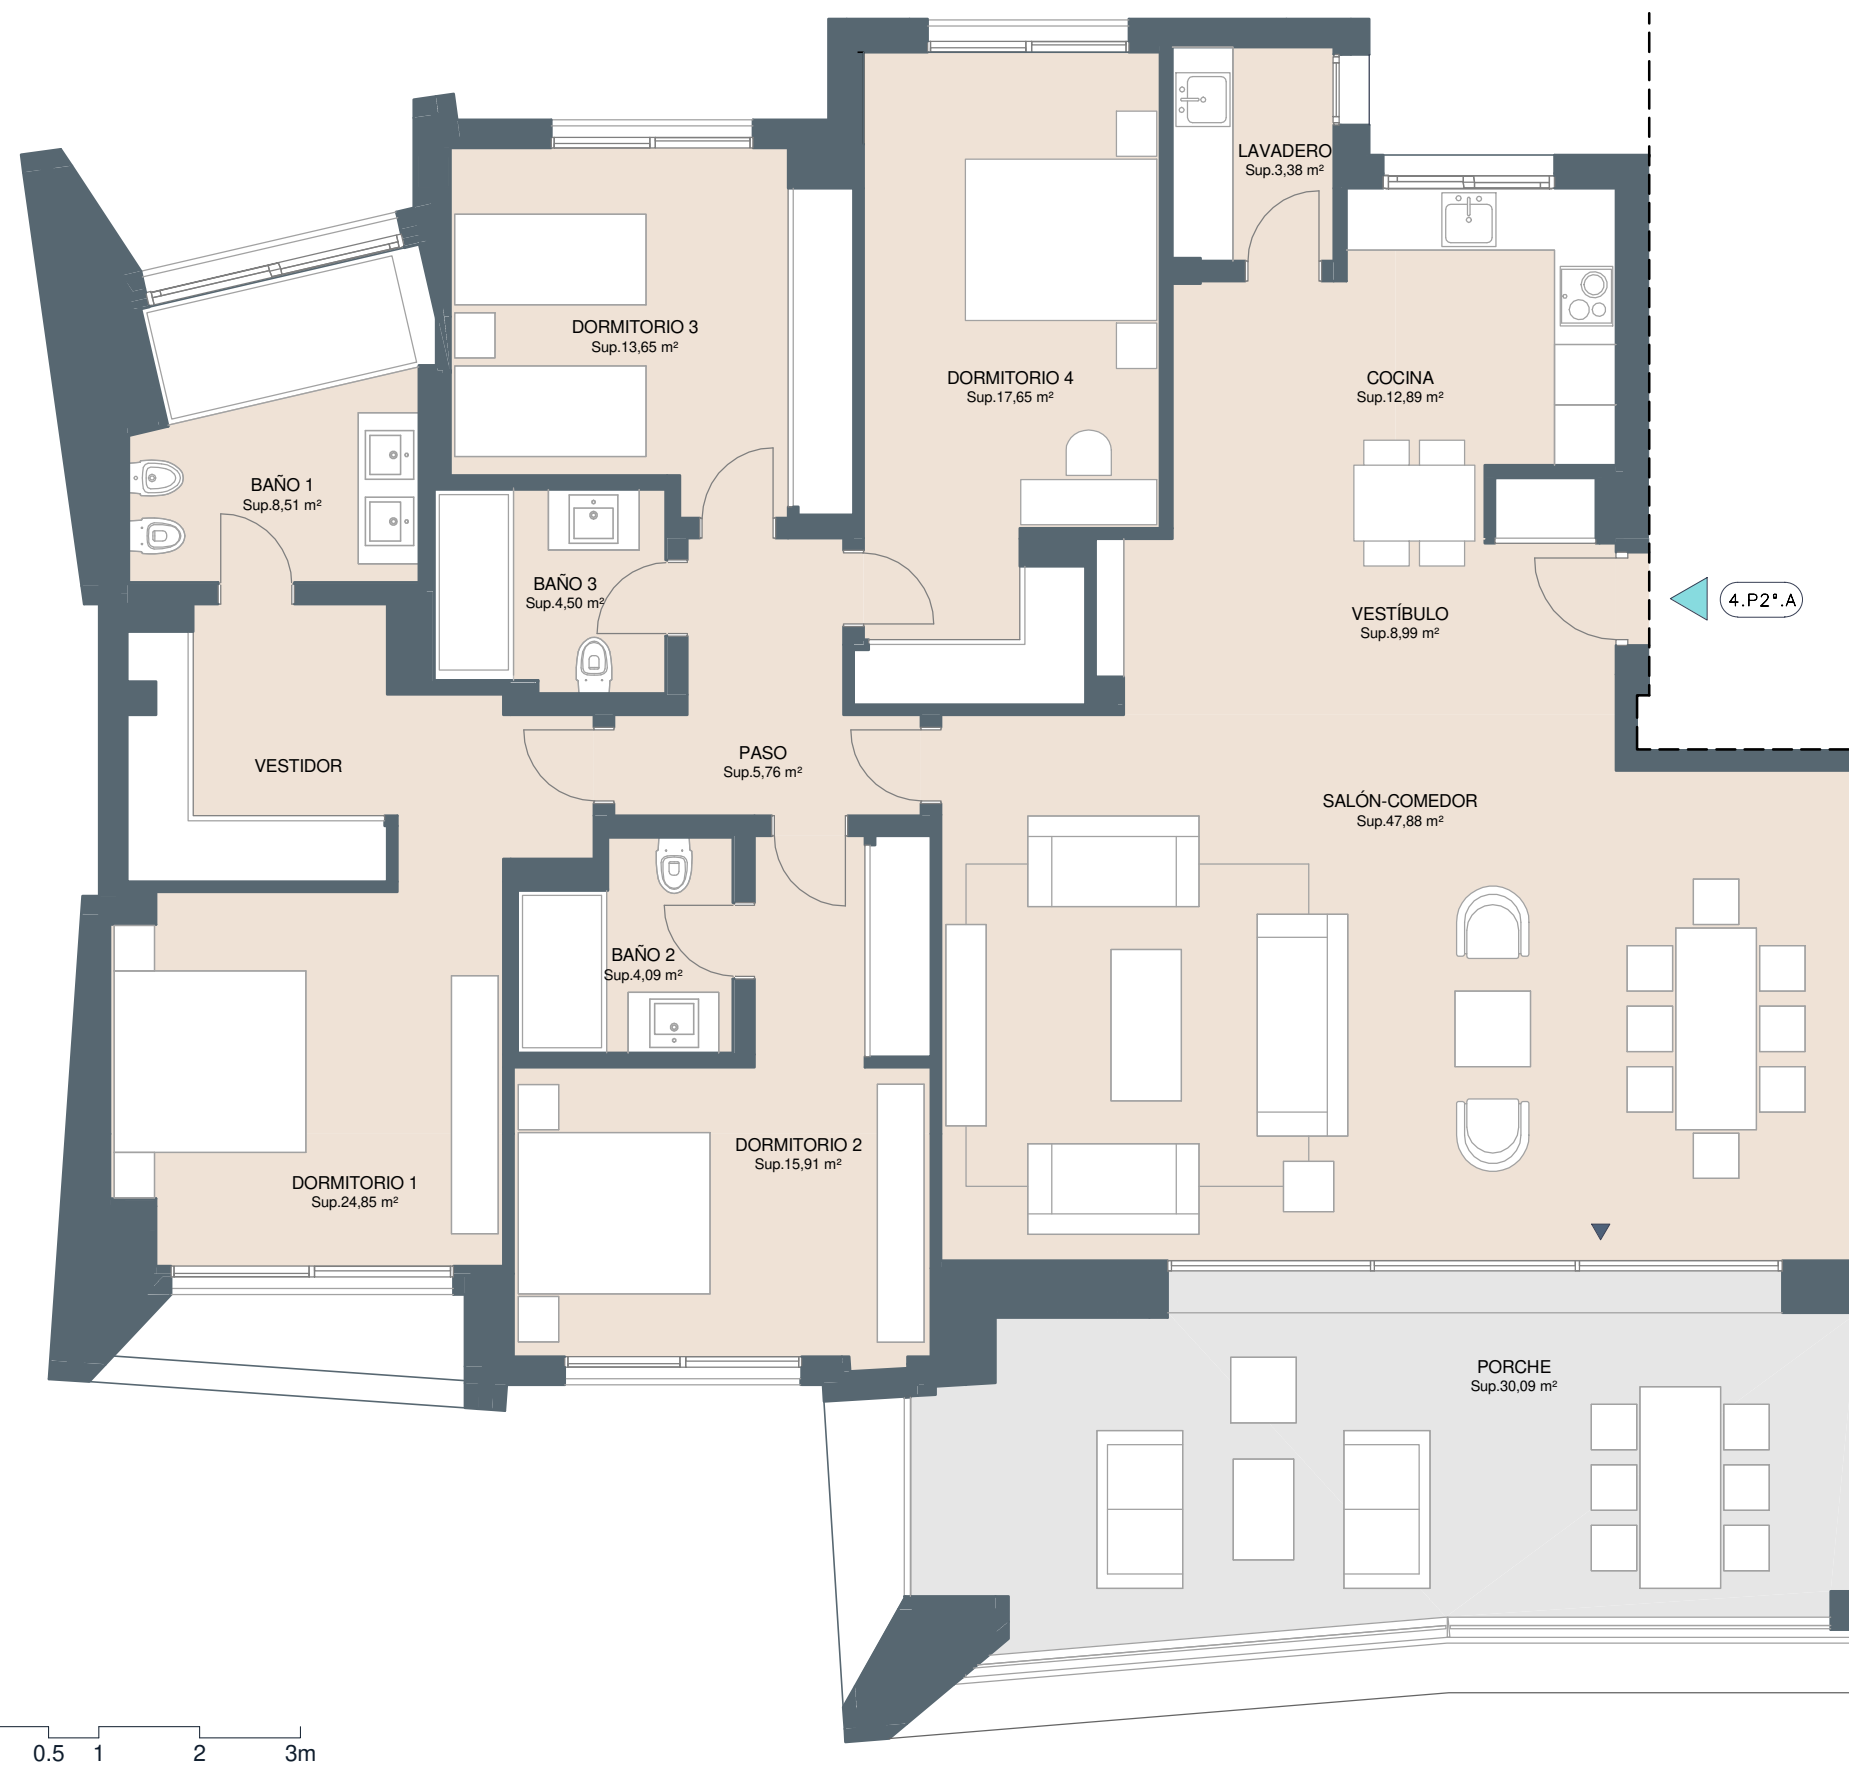 LAVADERO
Sup.3,38 m²
DORMITORIO 3
Sup.13,65 m²
DORMITORIO 4
Sup.17,65 m²
COCINA
Sup.12,89 m²
BAÑO 1
Sup.8,51 m²
BAÑO 3
Sup.4,50 m²
VESTÍBULO
Sup.8,99 m²
4.P2ª.A
VESTIDOR
PASO
Sup.5,76 m²
SALÓN-COMEDOR
Sup.47,88 m²
BAÑO 2
Sup.4,09 m²
DORMITORIO 1
Sup.24,85 m²
DORMITORIO 2
Sup.15,91 m²
PORCHE
Sup.30,09 m²
0.5 1 2 3m